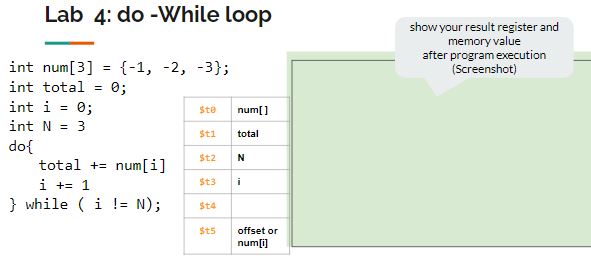 Lab 4: do -While loop
show your result register and
memory value
after program execution
(Screenshot)
int num[3] = {-1, -2, -3};
int total = 0;
int i = 0;
int N = 3
do{
total += num[i]
i += 1
} while ( i != N);
$t0 num[ ]
$t1 total
$t2 N
$t3 i
$t4
$t5 offset or
num[i]